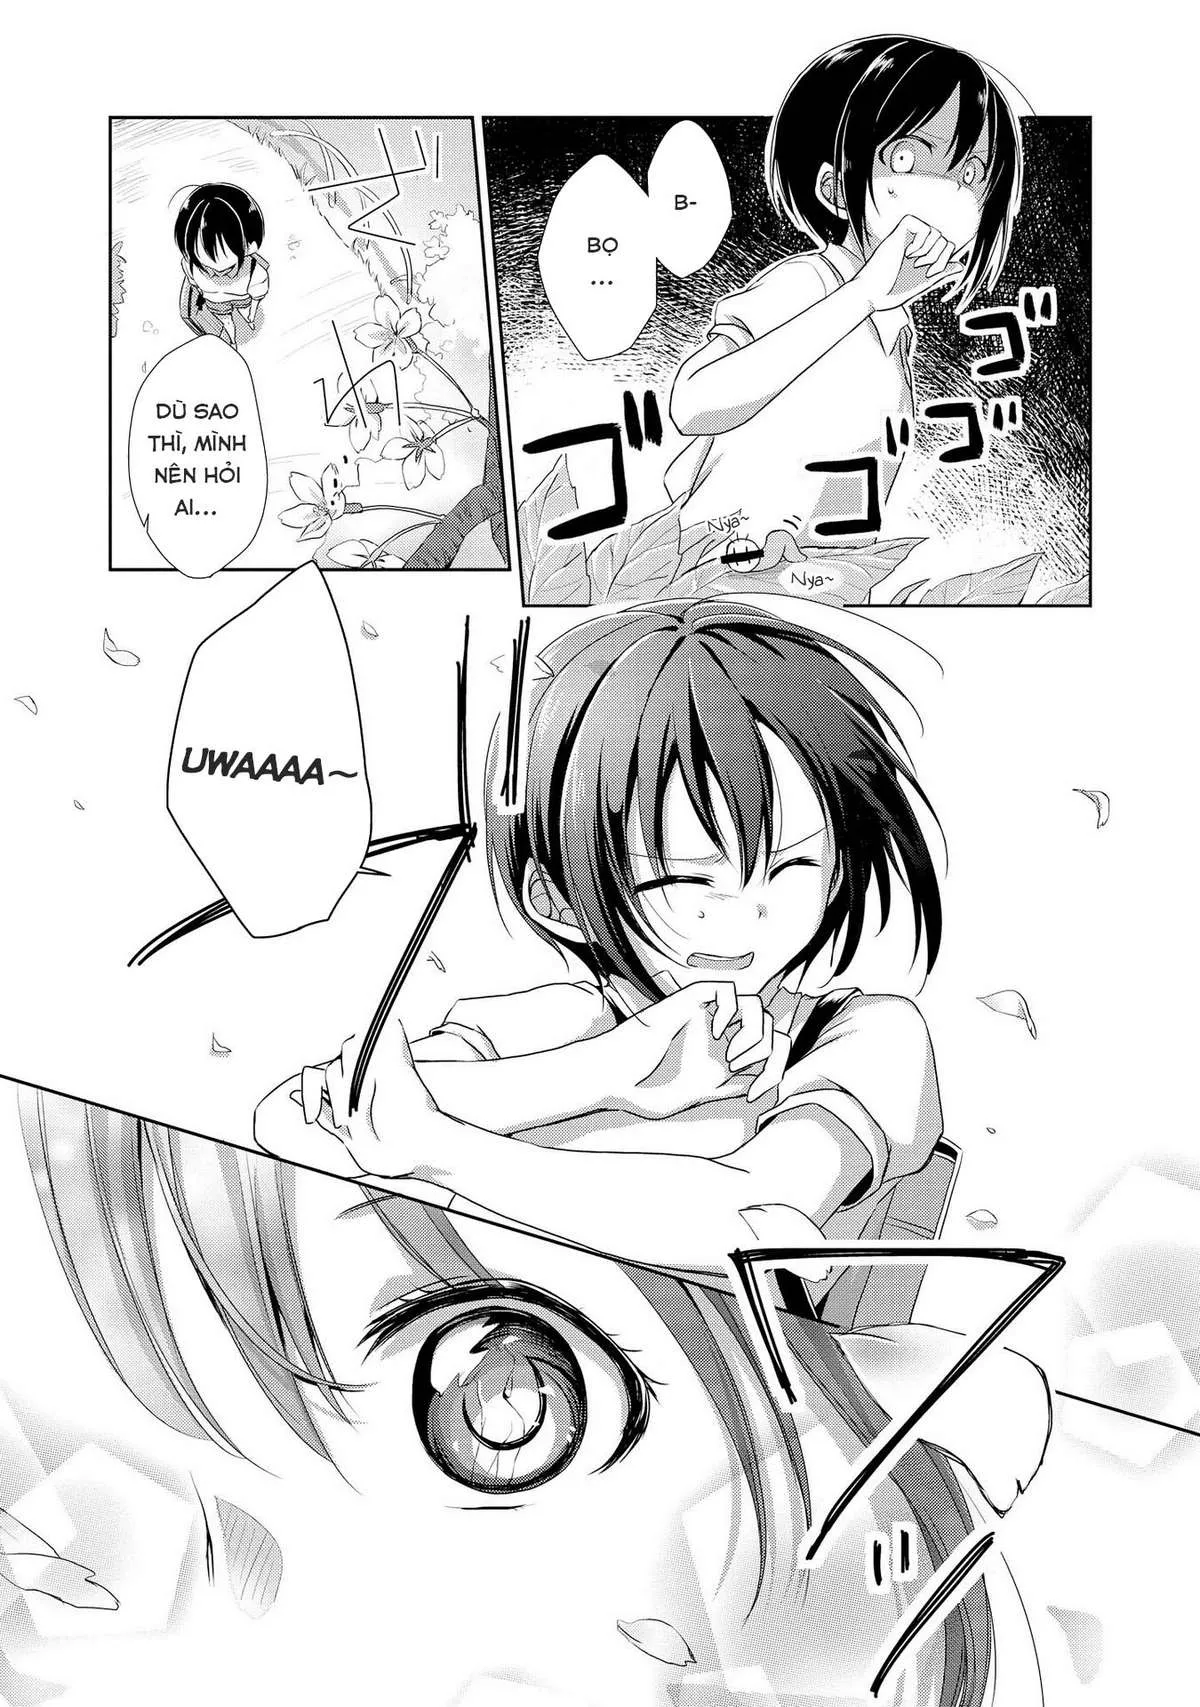 DÙ SAO
THÌ, MÌNH
NÊN HỎI
AI...
B-
BỌ
...
ゴ
ゴ
ゴ
ゴ
Nya~
Nya~
UWAAAA~